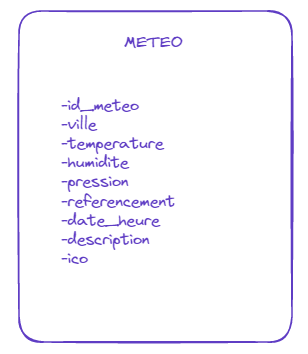 METEO
-id_meteo
-ville
-temperature
-humidite
-pression
-referencement
-date_heure
-description
-ico